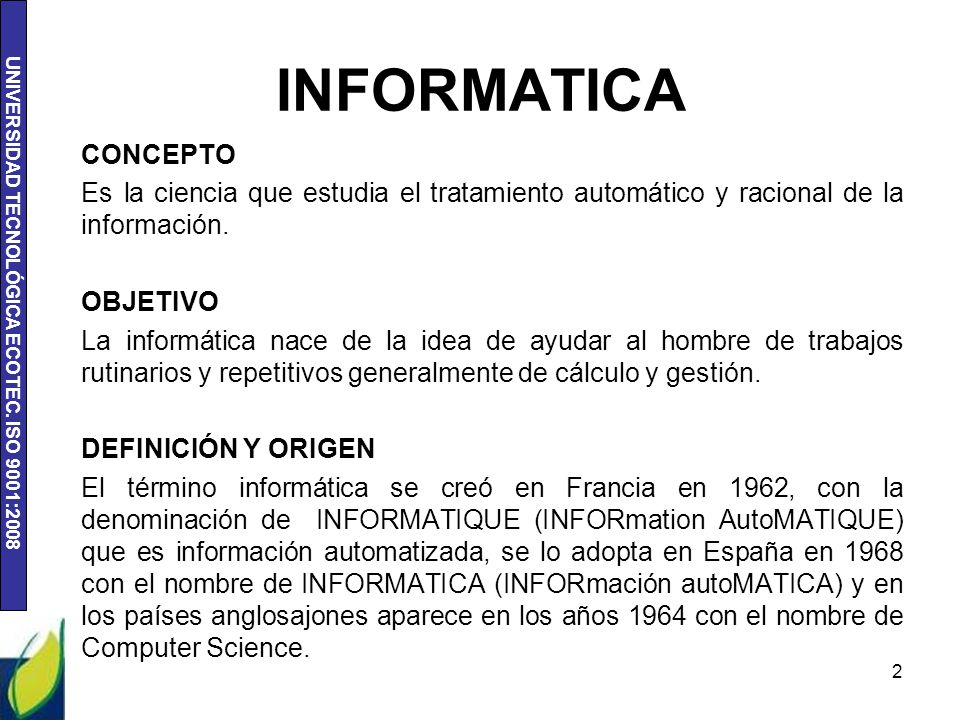 UNIVERSIDAD TECNOLÓGICA ECOTEC. ISO 9001:2008
INFORMATICA
CONCEPTO
Es la ciencia que estudia el tratamiento automático y racional de la
información.
OBJETIVO
La informática nace de la idea de ayudar al hombre de trabajos
rutinarios y repetitivos generalmente de cálculo y gestión.
DEFINICIÓN Y ORIGEN
El término informática se creó en Francia en 1962, con la
denominación de INFORMATIQUE (INFORmation AutoMATIQUE)
que es información automatizada, se lo adopta en España en 1968
con el nombre de INFORMATICA (INFORmación autoMATICA) y en
los países anglosajones aparece en los años 1964 con el nombre de
Computer Science.
2